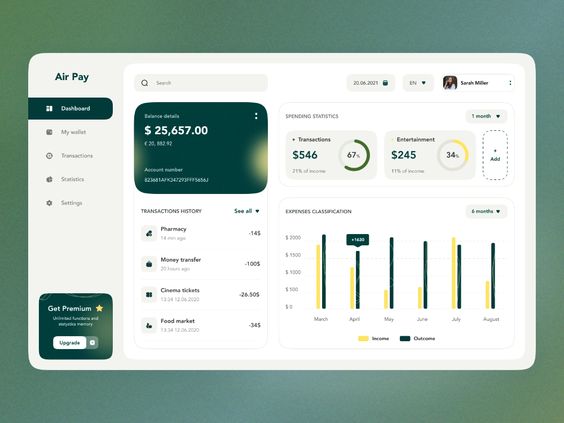 Air Pay
Dashboard
My wallet
Transactions
Statistics
Settings
Get Premium
Unlimited functions and
statystics memory
Upgrade
Search
20.06.2021
EN
Sarah Miller
Balance details
$ 25,657.00
€ 20, 882.92
Account number
823681AFK347293FFF5656J
TRANSACTIONS HISTORY
See all
Pharmacy
14 min ago
-14$
Money transfer
20 hours ago
-100$
Cinema tickets
13:34 12.06.2020
-26.50$
Food market
13:34 12.06.2020
-34$
SPENDING STATISTICS
1 month
Transactions
$546
21% of income
67%
Entertainment
$245
11% of income
34%
+
Add
EXPENSES CLASSIFICATION
6 months
$ 2000
$ 1500
$ 1000
$ 500
$ 0
+1630
March
April
May
June
July
August
Income
Outcome